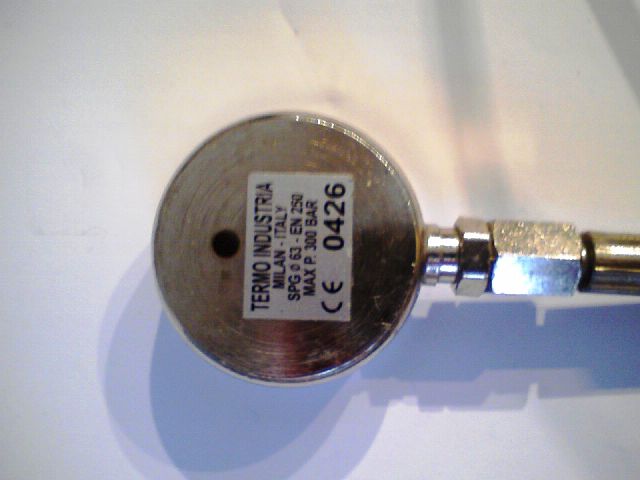 TERMO INDUSTRIA
MILAN - ITALY
SPG ø 63 - EN 250
MAX P. 300 BAR
CE 0426